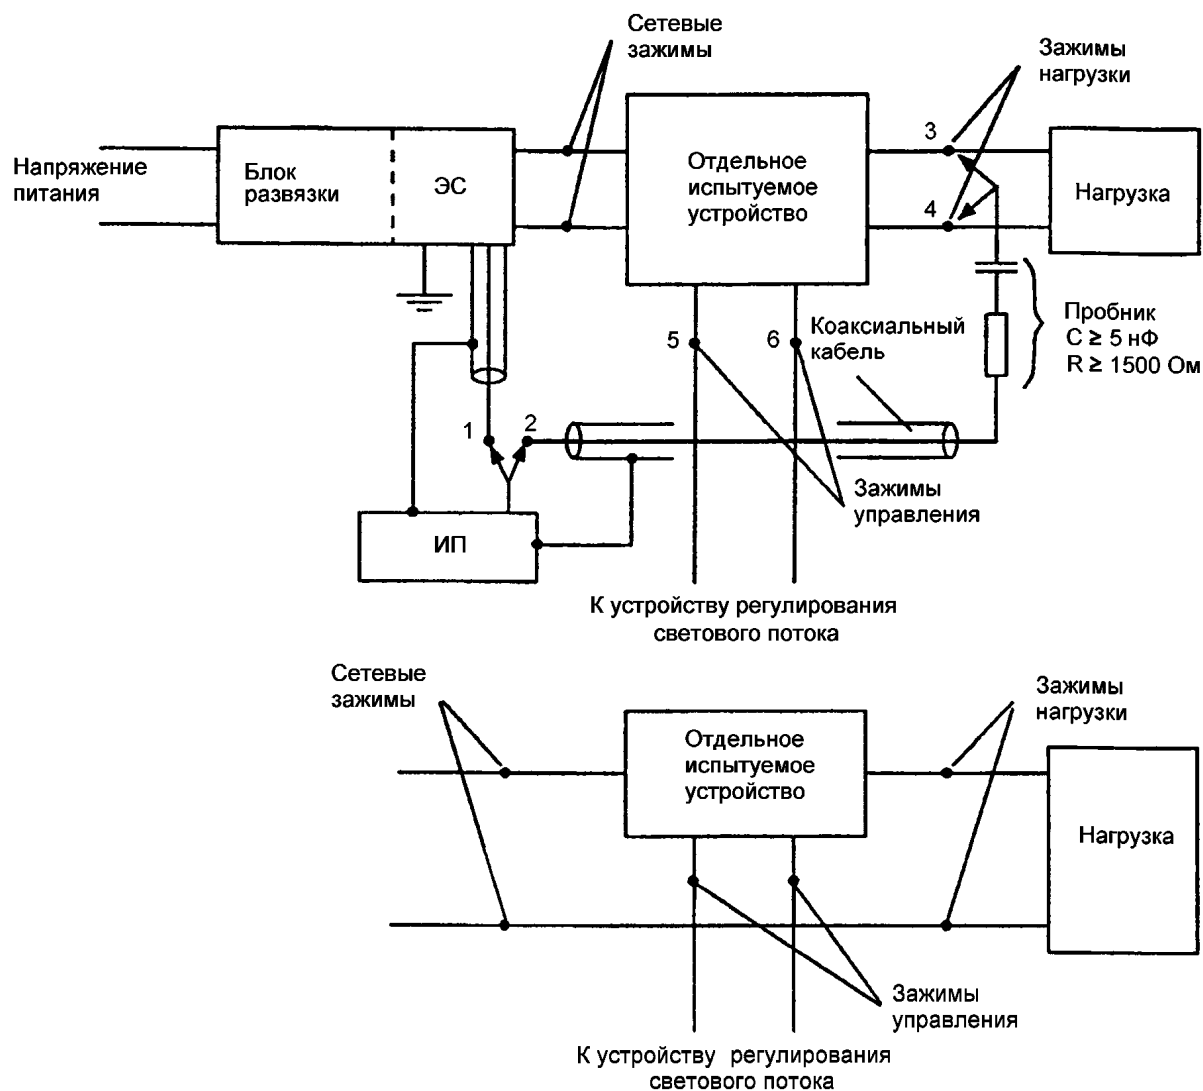 Сетевые
зажимы
Зажимы
нагрузки
Напряжение
питания
Блок
развязки
ЭС
Отдельное
испытуемое
устройство
3
4
Нагрузка
5
6
Коаксиальный
кабель
Пробник
C ≥ 5 нФ
R ≥ 1500 Ом
1
2
Зажимы
управления
ИП
К устройству регулирования
светового потока
Сетевые
зажимы
Зажимы
нагрузки
Отдельное
испытуемое
устройство
Нагрузка
Зажимы
управления
К устройству регулирования
светового потока